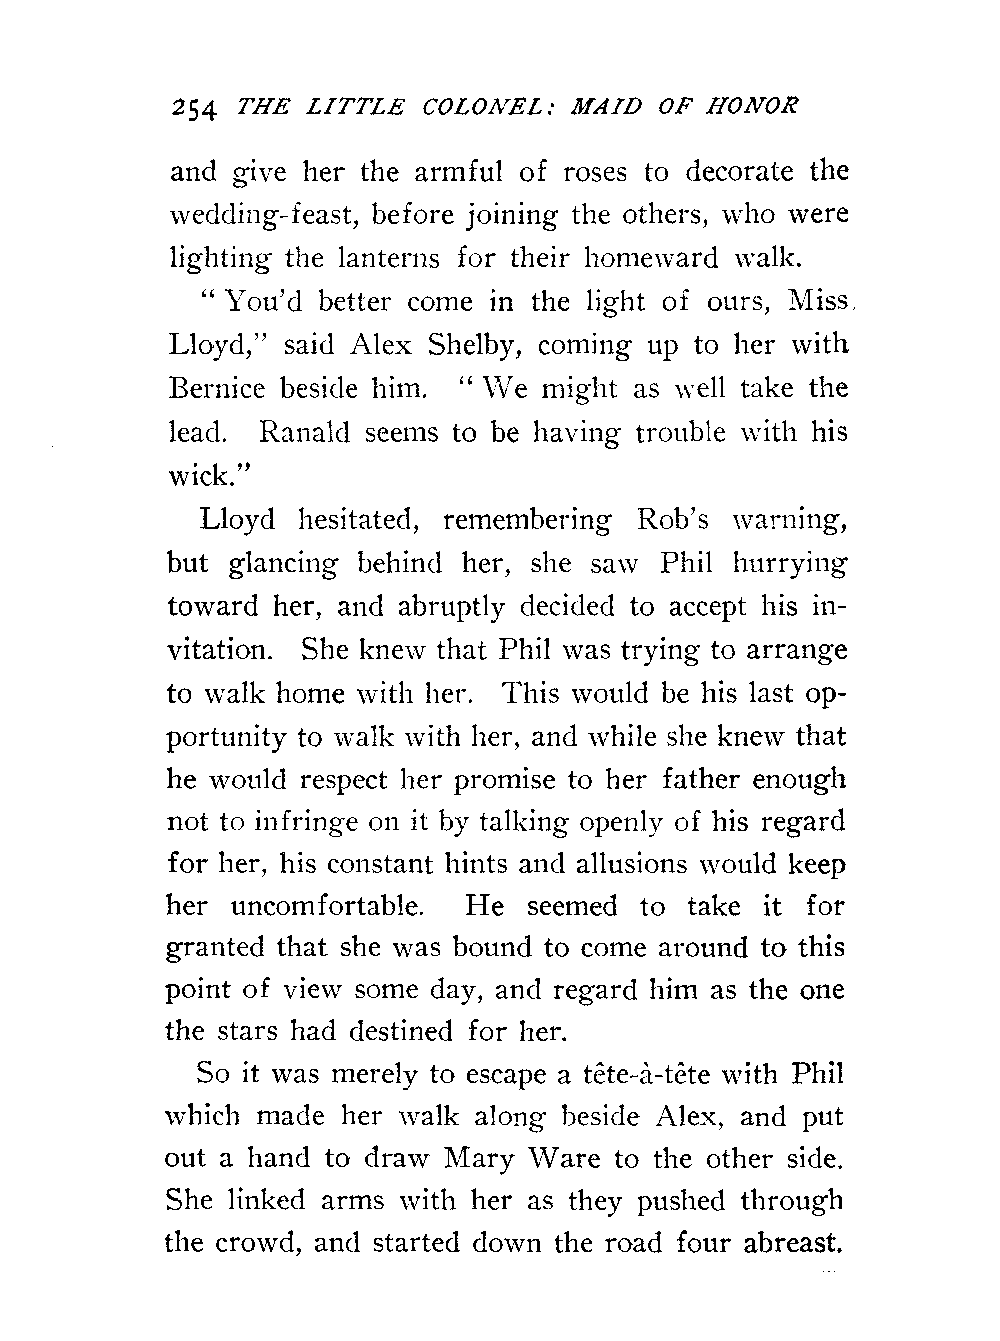 254 THE LITTLE COLONEL: MAID OF HONOR
and give her the armful of roses to decorate the
wedding-feast, before joining the others, who were
lighting the lanterns for their homeward walk.
“ You’d better come in the light of ours, Miss.
Lloyd,” said Alex Shelby, coming up to her with
Bernice beside him. “ We might as well take the
lead. Ranald seems to be having trouble with his
wick.”
Lloyd hesitated, remembering Rob’s warning,
but glancing behind her, she saw Phil hurrying
toward her, and abruptly decided to accept his in-
vitation. She knew that Phil was trying to arrange
to walk home with her. This would be his last op-
portunity to walk with her, and while she knew that
he would respect her promise to her father enough
not to infringe on it by talking openly of his regard
for her, his constant hints and allusions would keep
her uncomfortable. He seemed to take it for
granted that she was bound to come around to this
point of view some day, and regard him as the one
the stars had destined for her.
So it was merely to escape a tête-à-tête with Phil
which made her walk along beside Alex, and put
out a hand to draw Mary Ware to the other side.
She linked arms with her as they pushed through
the crowd, and started down the road four abreast.